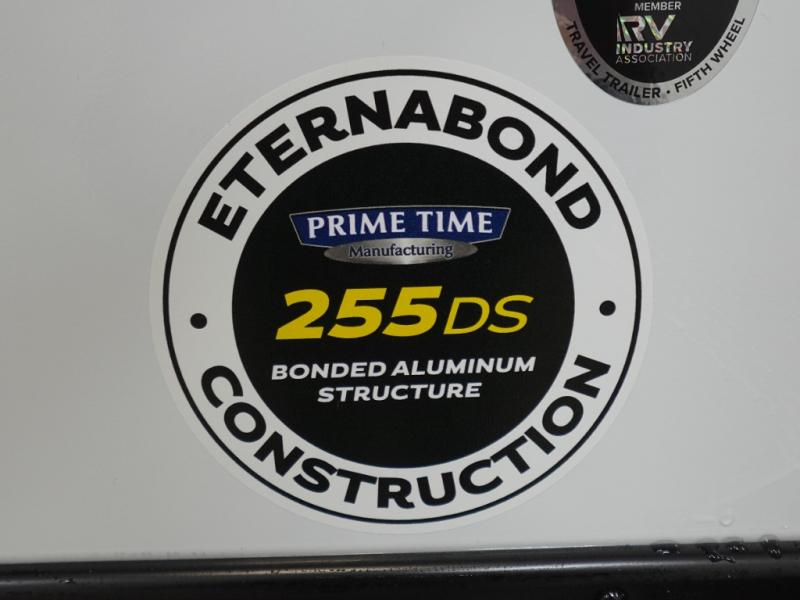 MEMBER
RV
INDUSTRY
ASSOCIATION
TRAVEL TRAILER • FIFTH WHEEL
ETERNABOND
PRIME TIME
Manufacturing
255DS
BONDED ALUMINUM
STRUCTURE
• CONSTRUCTION •